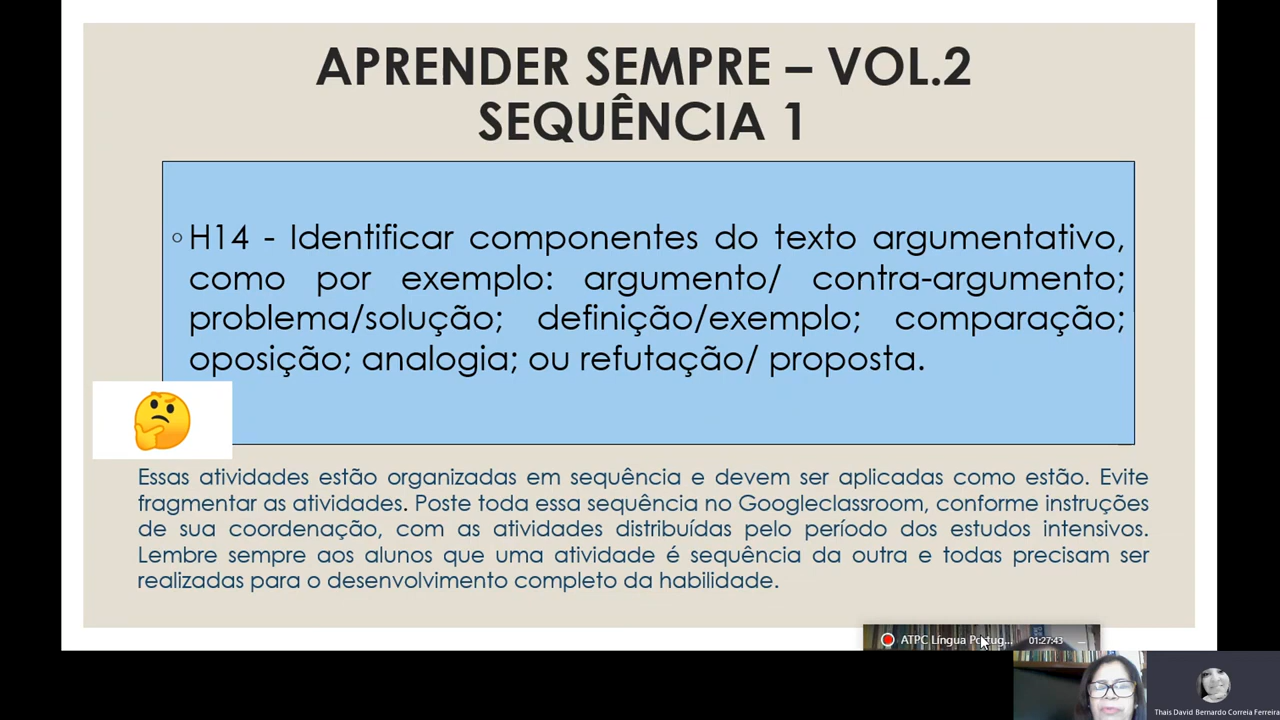 APRENDER SEMPRE – VOL.2
SEQUÊNCIA 1
◦H14 - Identificar componentes do texto argumentativo,
como por exemplo: argumento/ contra-argumento;
problema/solução; definição/exemplo; comparação;
oposição; analogia; ou refutação/ proposta.
Essas atividades estão organizadas em sequência e devem ser aplicadas como estão. Evite
fragmentar as atividades. Poste toda essa sequência no Googleclassroom, conforme instruções
de sua coordenação, com as atividades distribuídas pelo período dos estudos intensivos.
Lembre sempre aos alunos que uma atividade é sequência da outra e todas precisam ser
realizadas para o desenvolvimento completo da habilidade.
ATPC Língua Portug... 01:27:43
Thais David Bernardo Correia Ferreira